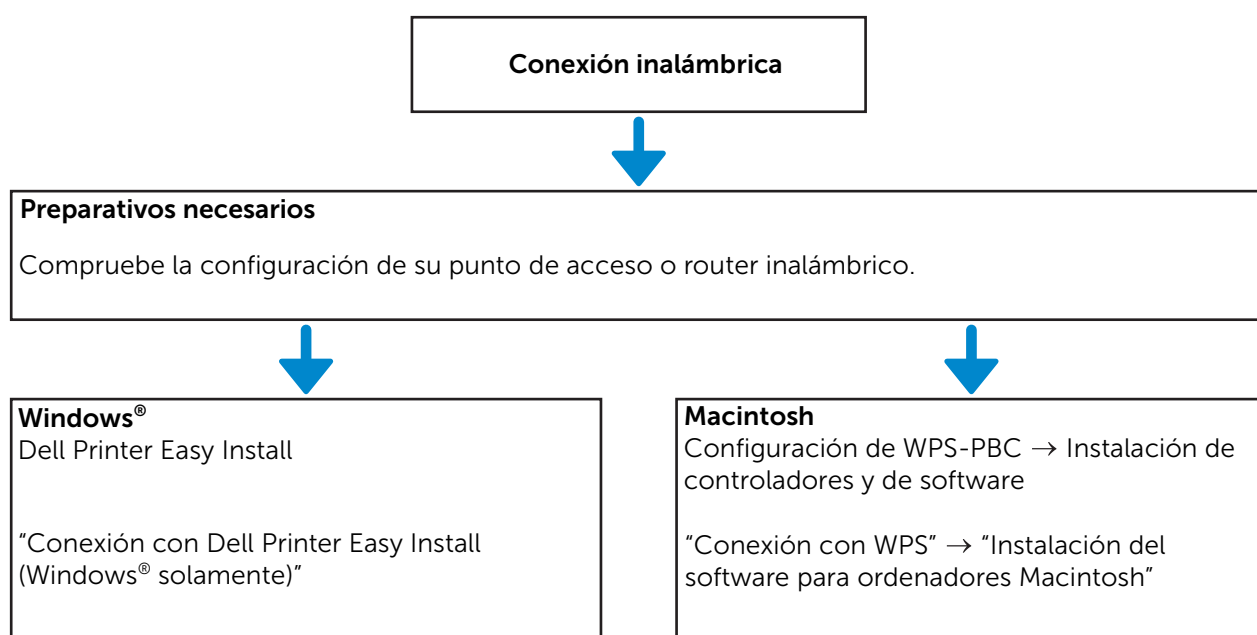 Conexión inalámbrica
Preparativos necesarios
Compruebe la configuración de su punto de acceso o router inalámbrico.
Windows®
Dell Printer Easy Install
“Conexión con Dell Printer Easy Install
(Windows® solamente)”
Macintosh
Configuración de WPS-PBC → Instalación de
controladores y de software
“Conexión con WPS” → “Instalación del
software para ordenadores Macintosh”